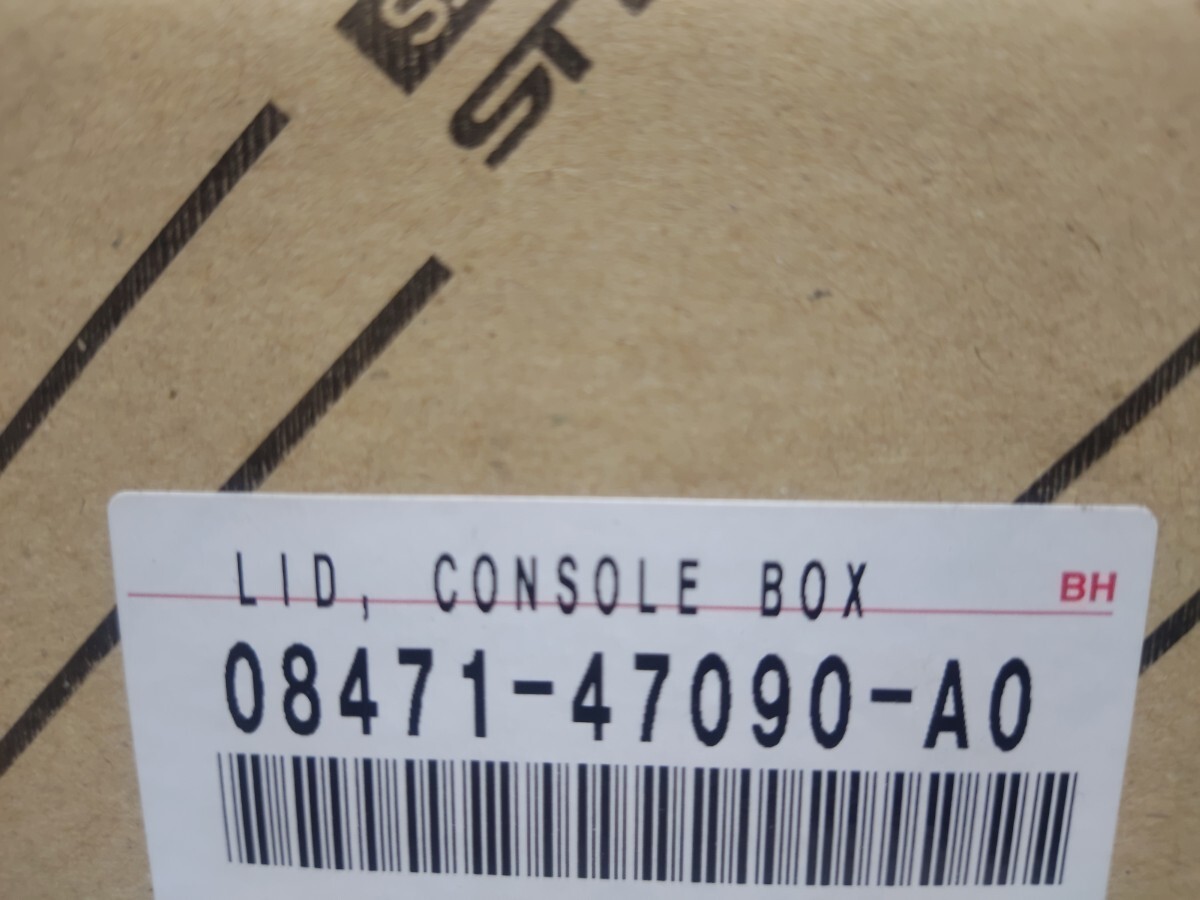 LID, CONSOLE BOX
BH
08471-47090-A0